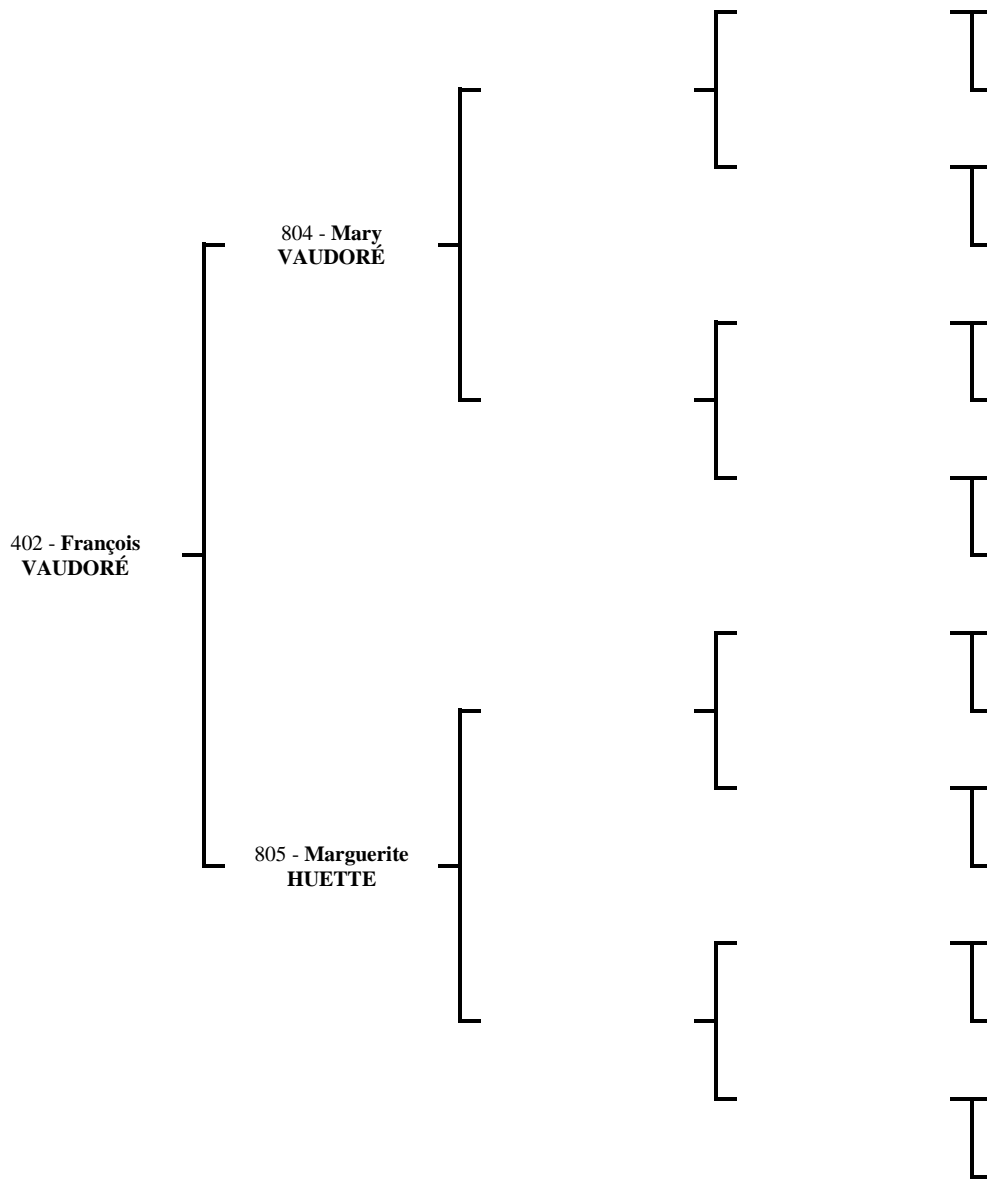 804 - Mary
VAUDORÉ
402 - François
VAUDORÉ
805 - Marguerite
HUETTE